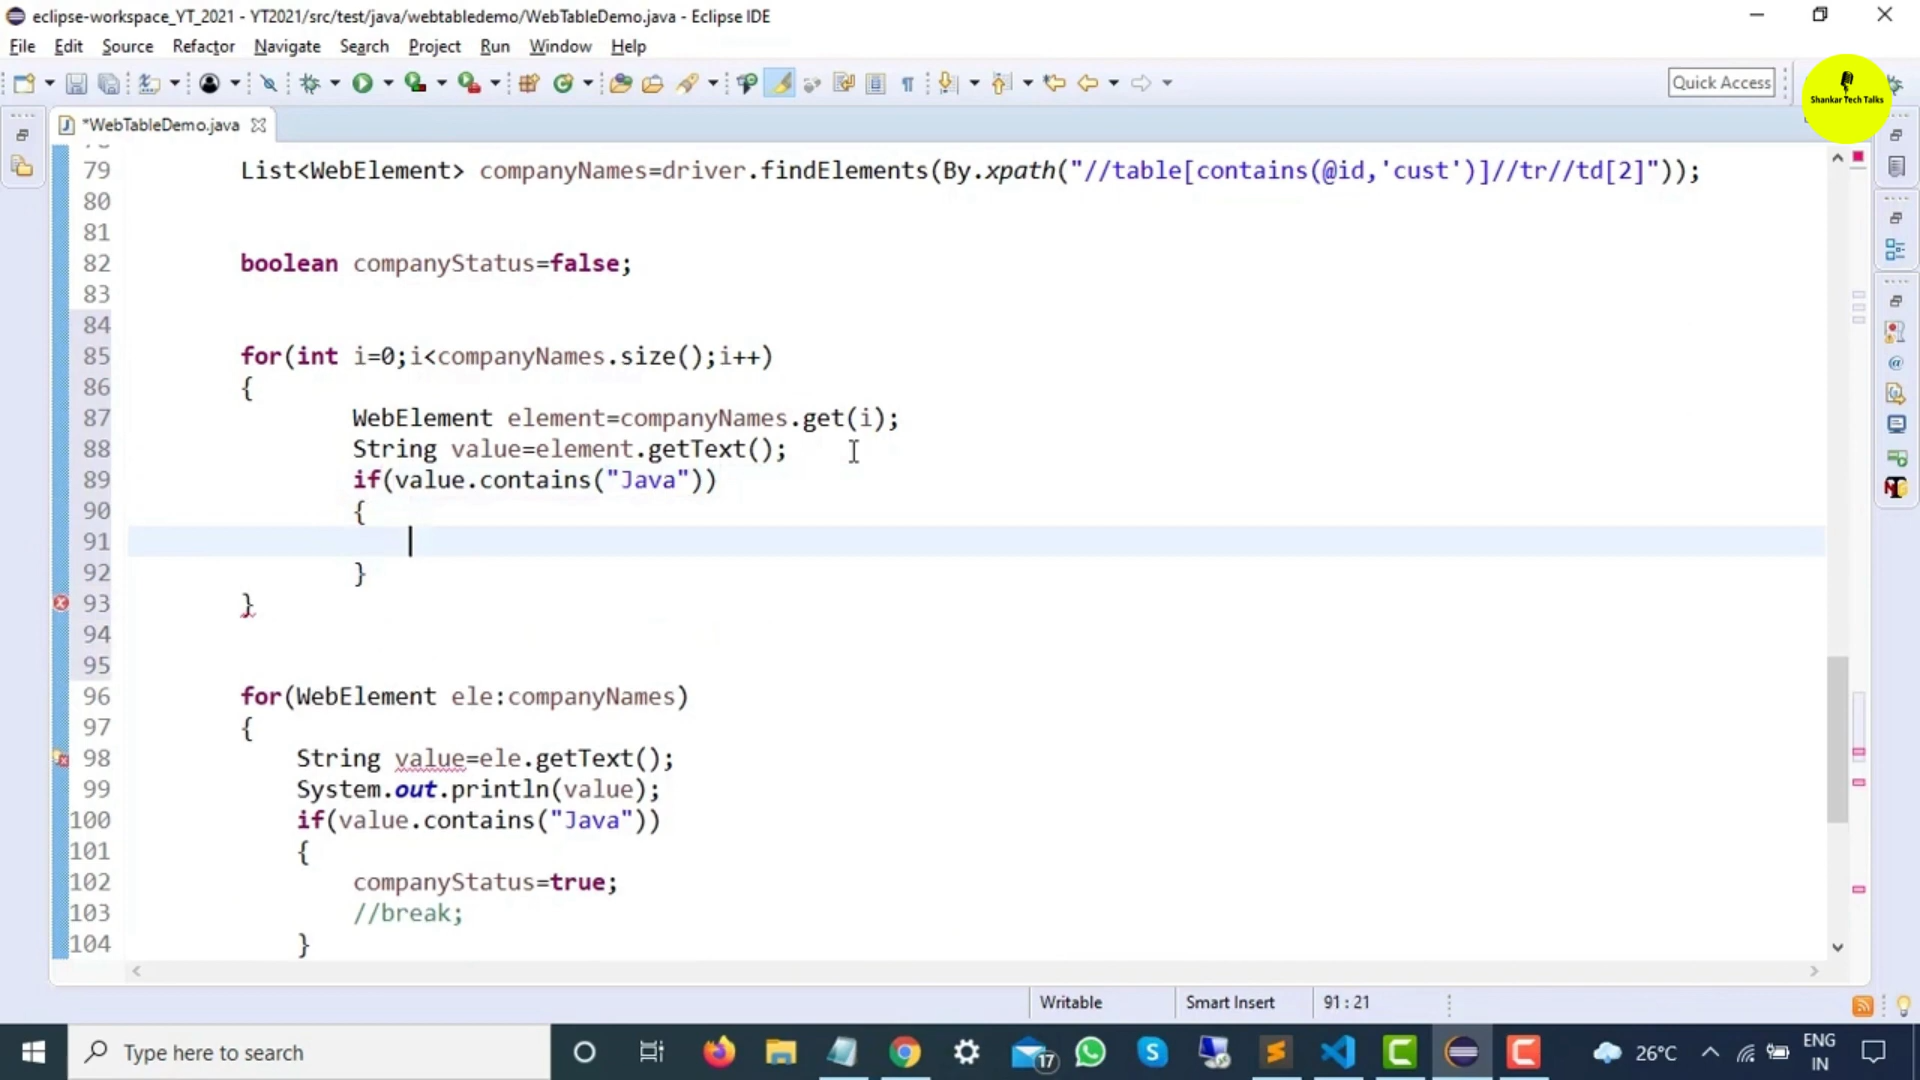 eclipse-workspace_YT_2021 - YT2021/src/test/java/webtabledemo/WebTableDemo.java - Eclipse IDE
File Edit Source Refactor Navigate Search Project Run Window Help
Quick Access
Shankar Tech Talks
*WebTableDemo.java
79 List<WebElement> companyNames=driver.findElements(By.xpath("//table[contains(@id,'cust')]//tr//td[2]"));
80
81
82 boolean companyStatus=false;
83
84
85 for(int i=0;i<companyNames.size();i++)
86 {
87 WebElement element=companyNames.get(i);
88 String value=element.getText();
89 if(value.contains("Java"))
90 {
91
92 }
93 }
94
95
96 for(WebElement ele:companyNames)
97 {
98 String value=ele.getText();
99 System.out.println(value);
100 if(value.contains("Java"))
101 {
102 companyStatus=true;
103 //break;
104 }
Writable Smart Insert 91 : 21
Type here to search 17 26°C ENG
IN